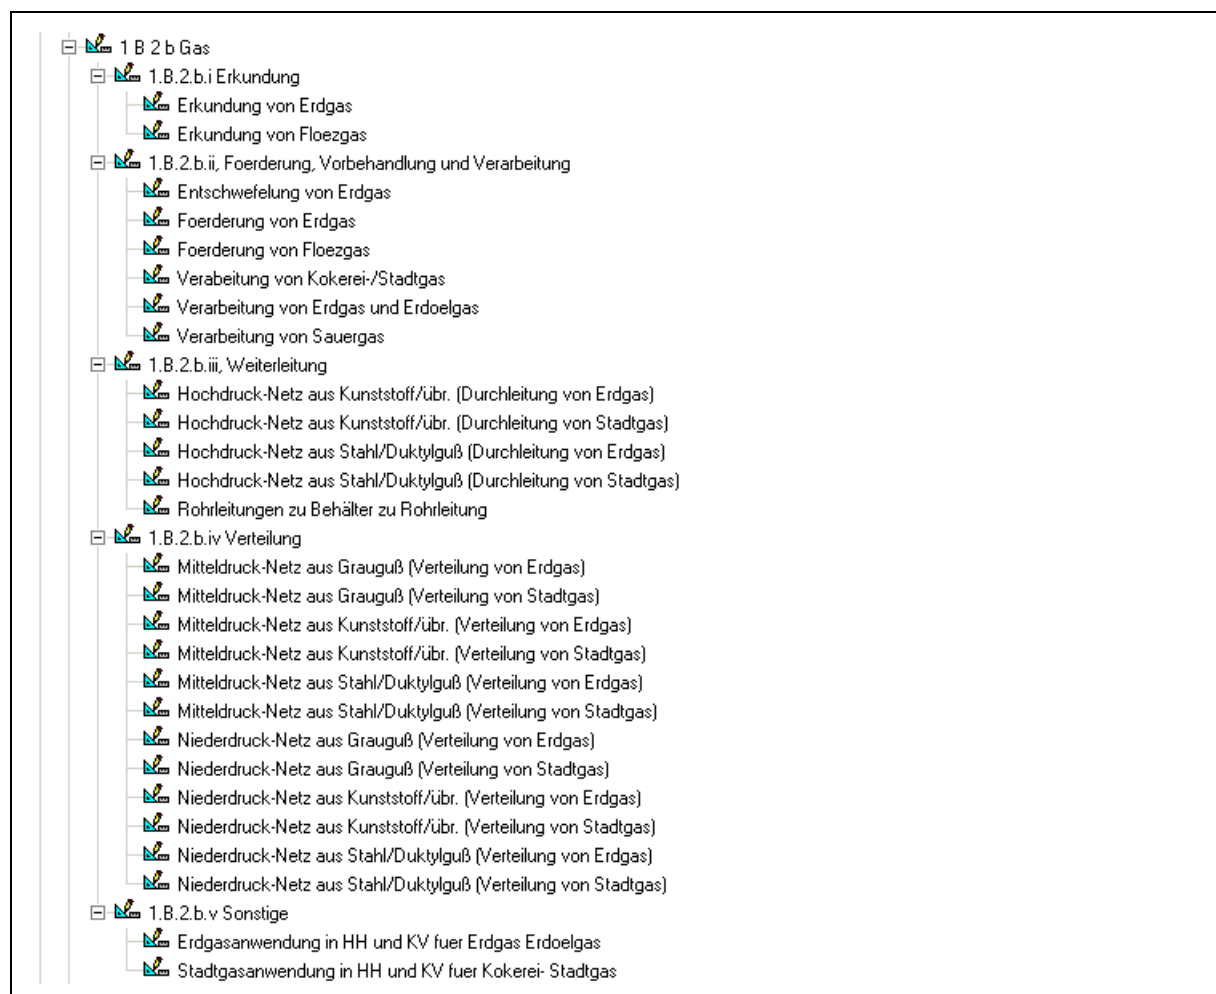 1 B 2 b Gas
1.B.2.b.i Erkundung
Erkundung von Erdgas
Erkundung von Floezgas
1.B.2.b.ii, Foerderung, Vorbehandlung und Verarbeitung
Entschwefelung von Erdgas
Foerderung von Erdgas
Foerderung von Floezgas
Verabeitung von Kokerei-/Stadtgas
Verarbeitung von Erdgas und Erdoelgas
Verarbeitung von Sauergas
1.B.2.b.iii, Weiterleitung
Hochdruck-Netz aus Kunststoff/übr. (Durchleitung von Erdgas)
Hochdruck-Netz aus Kunststoff/übr. (Durchleitung von Stadtgas)
Hochdruck-Netz aus Stahl/Duktylguß (Durchleitung von Erdgas)
Hochdruck-Netz aus Stahl/Duktylguß (Durchleitung von Stadtgas)
Rohrleitungen zu Behälter zu Rohrleitung
1.B.2.b.iv Verteilung
Mitteldruck-Netz aus Grauguß (Verteilung von Erdgas)
Mitteldruck-Netz aus Grauguß (Verteilung von Stadtgas)
Mitteldruck-Netz aus Kunststoff/übr. (Verteilung von Erdgas)
Mitteldruck-Netz aus Kunststoff/übr. (Verteilung von Stadtgas)
Mitteldruck-Netz aus Stahl/Duktylguß (Verteilung von Erdgas)
Mitteldruck-Netz aus Stahl/Duktylguß (Verteilung von Stadtgas)
Niederdruck-Netz aus Grauguß (Verteilung von Erdgas)
Niederdruck-Netz aus Grauguß (Verteilung von Stadtgas)
Niederdruck-Netz aus Kunststoff/übr. (Verteilung von Erdgas)
Niederdruck-Netz aus Kunststoff/übr. (Verteilung von Stadtgas)
Niederdruck-Netz aus Stahl/Duktylguß (Verteilung von Erdgas)
Niederdruck-Netz aus Stahl/Duktylguß (Verteilung von Stadtgas)
1.B.2.b.v Sonstige
Erdgasanwendung in HH und KV fuer Erdgas Erdoelgas
Stadtgasanwendung in HH und KV fuer Kokerei- Stadtgas